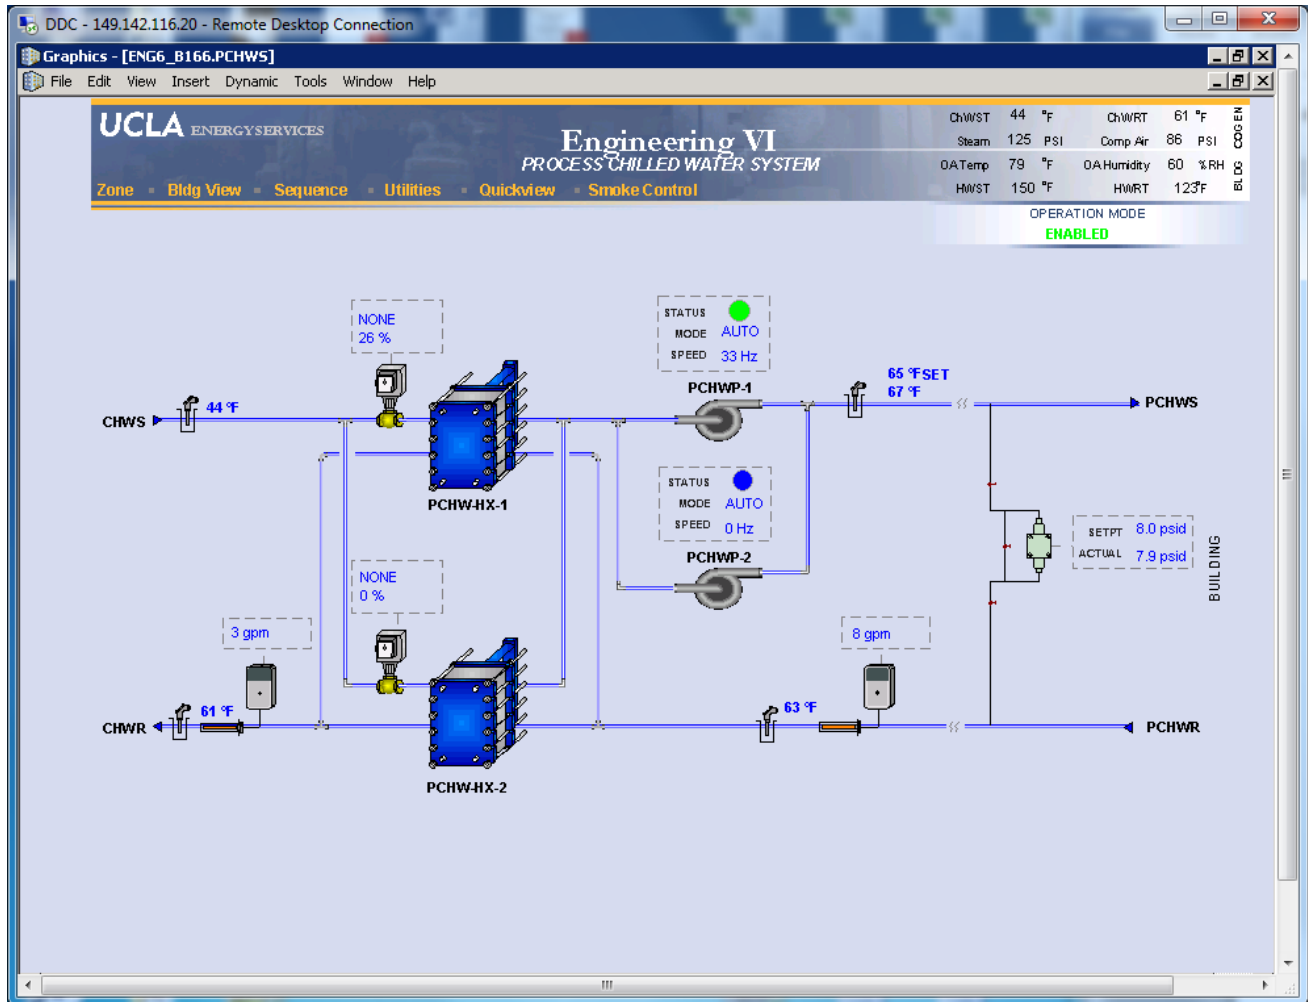 DDC - 149.142.116.20 - Remote Desktop Connection
Graphics - [ENG6_B166.PCHWS]
File Edit View Insert Dynamic Tools Window Help
UCLA ENERGY SERVICES
Engineering VI
PROCESS CHILLED WATER SYSTEM
Zone Bldg View Sequence Utilities Quickview Smoke Control
ChWST 44 °F ChWRT 61 °F
Steam 125 PSI Comp Air 86 PSI
COGEN
OA Temp 79 °F OA Humidity 60 %RH
HWST 150 °F HWRT 123°F
BLDG
OPERATION MODE
ENABLED
NONE
26 %
STATUS
MODE AUTO
SPEED 33 Hz
PCHWP-1
65 °F SET
67 °F
CHWS
44 °F
PCHWS
PCHW-HX-1
STATUS
MODE AUTO
SPEED 0 Hz
PCHWP-2
SETPT 8.0 psid
ACTUAL 7.9 psid
BUILDING
NONE
0 %
3 gpm
8 gpm
CHWR
61 °F
63 °F
PCHWR
PCHW-HX-2